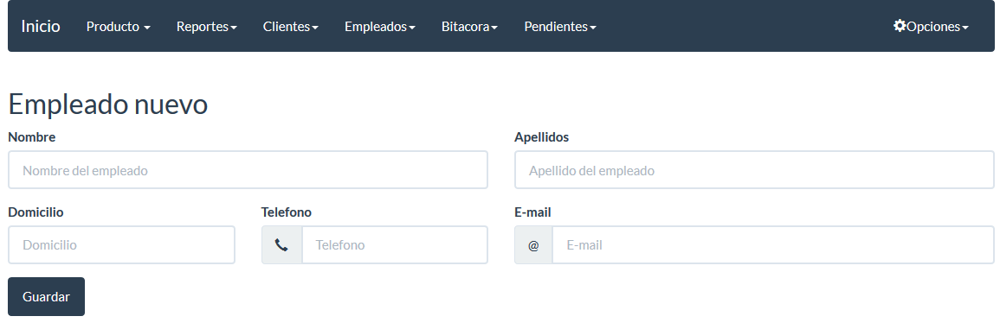 Inicio Producto Reportes Clientes Empleados Bitacora Pendientes Opciones
Empleado nuevo
Nombre Apellidos
Nombre del empleado Apellido del empleado
Domicilio Telefono E-mail
Domicilio Telefono @ E-mail
Guardar